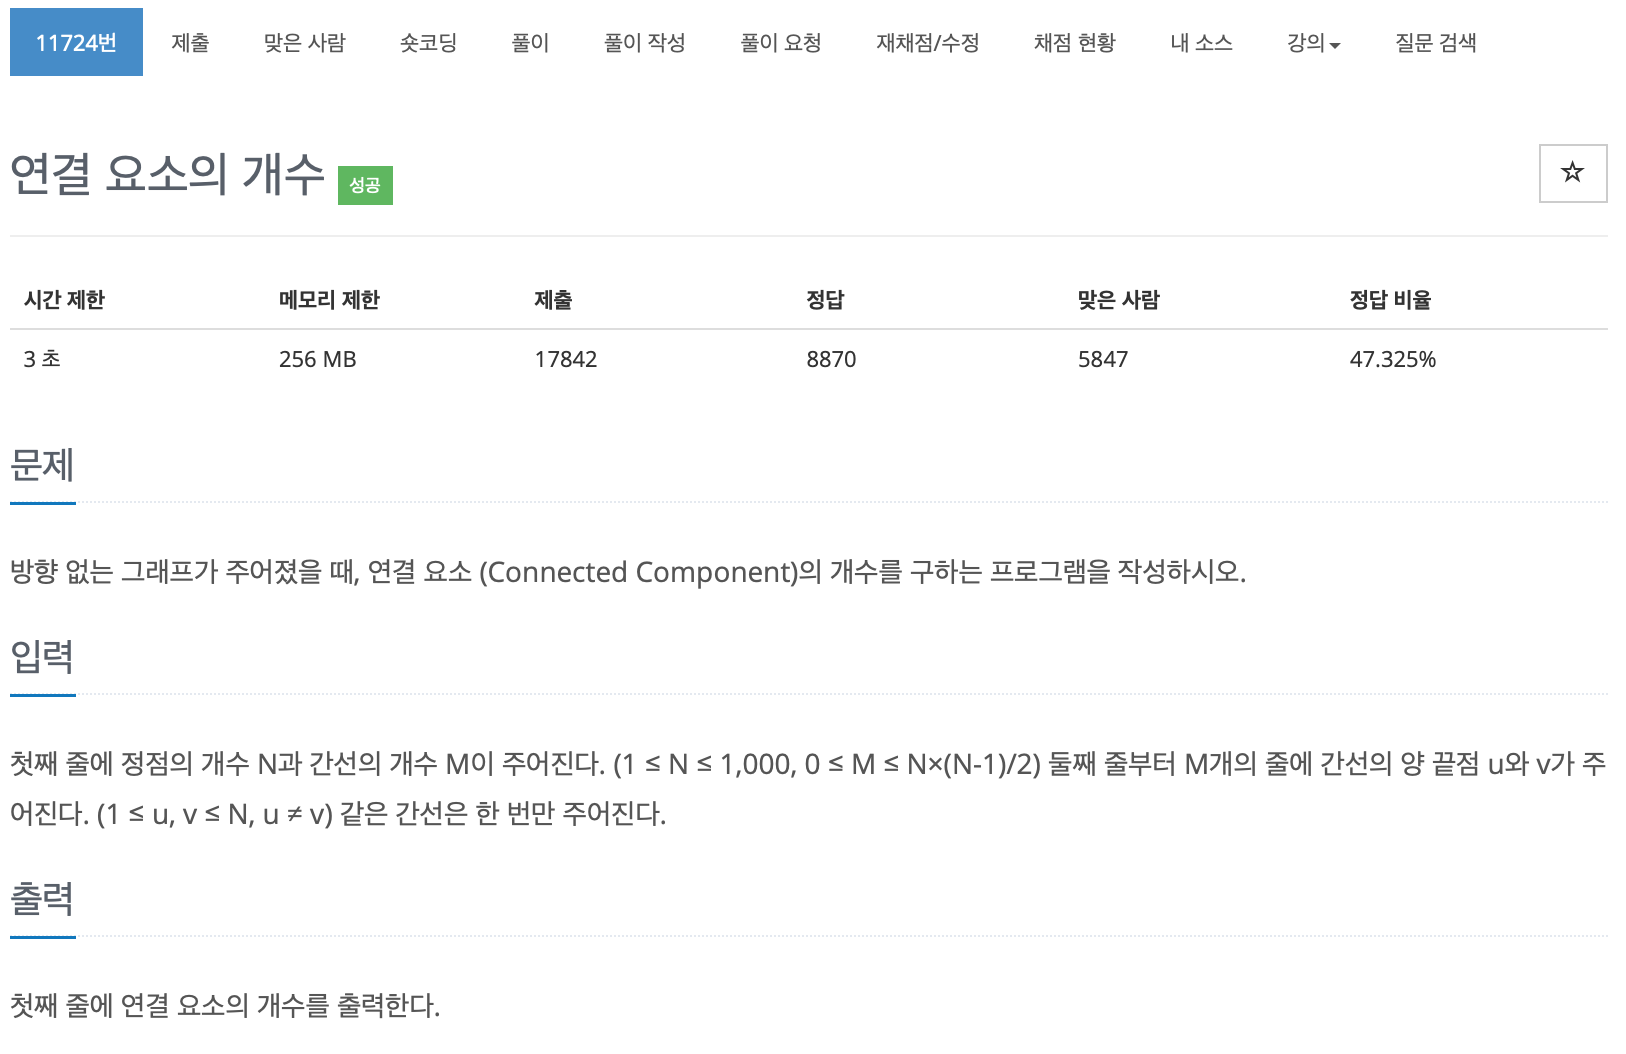 11724번 제출 맞은 사람 숏코딩 풀이 풀이 작성 풀이 요청 재채점/수정 채점 현황 내 소스 강의 질문 검색
연결 요소의 개수 성공
시간 제한 메모리 제한 제출 정답 맞은 사람 정답 비율
3 초 256 MB 17842 8870 5847 47.325%
문제
방향 없는 그래프가 주어졌을 때, 연결 요소 (Connected Component)의 개수를 구하는 프로그램을 작성하시오.
입력
첫째 줄에 정점의 개수 N과 간선의 개수 M이 주어진다. (1 ≤ N ≤ 1,000, 0 ≤ M ≤ N×(N-1)/2) 둘째 줄부터 M개의 줄에 간선의 양 끝점 u와 v가 주
어진다. (1 ≤ u, v ≤ N, u ≠ v) 같은 간선은 한 번만 주어진다.
출력
첫째 줄에 연결 요소의 개수를 출력한다.